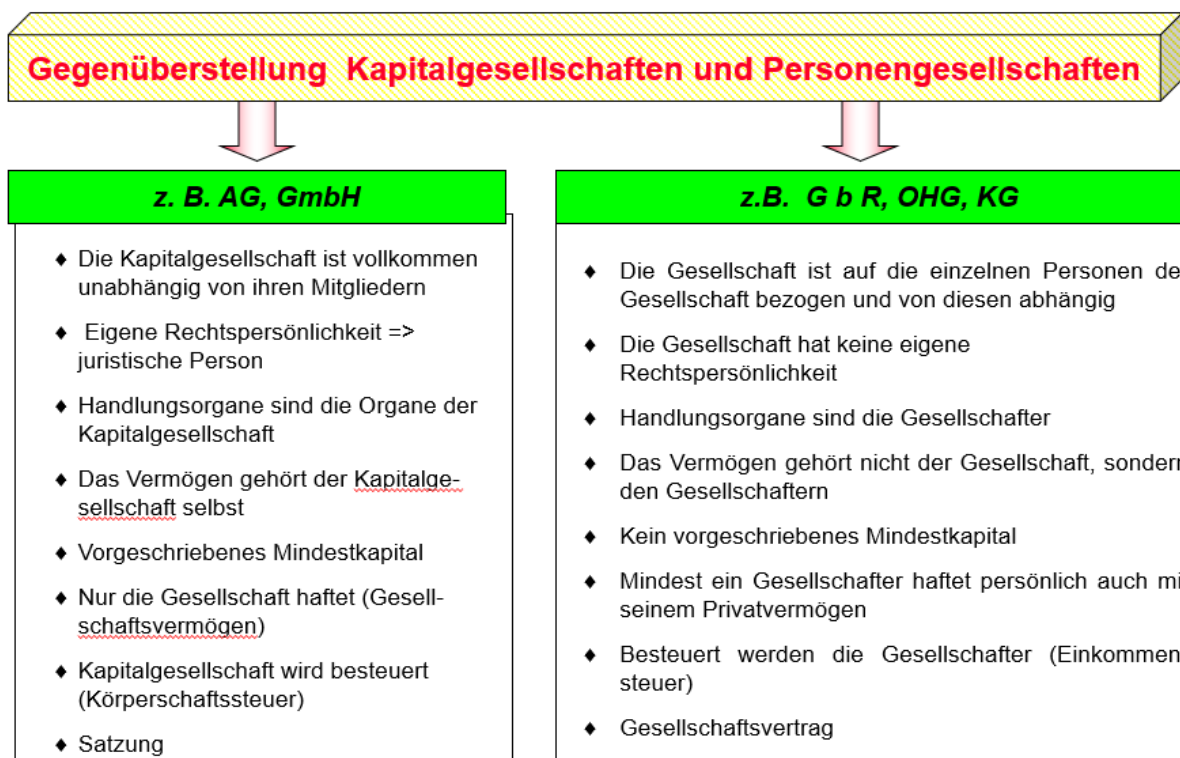 Gegenüberstellung Kapitalgesellschaften und Personengesellschaften
z. B. AG, GmbH
♦ Die Kapitalgesellschaft ist vollkommen
unabhängig von ihren Mitgliedern
♦ Eigene Rechtspersönlichkeit =>
juristische Person
♦ Handlungsorgane sind die Organe der
Kapitalgesellschaft
♦ Das Vermögen gehört der Kapitalge-
sellschaft selbst
♦ Vorgeschriebenes Mindestkapital
♦ Nur die Gesellschaft haftet (Gesell-
schaftsvermögen)
♦ Kapitalgesellschaft wird besteuert
(Körperschaftssteuer)
♦ Satzung
z.B. G b R, OHG, KG
♦ Die Gesellschaft ist auf die einzelnen Personen de
Gesellschaft bezogen und von diesen abhängig
♦ Die Gesellschaft hat keine eigene
Rechtspersönlichkeit
♦ Handlungsorgane sind die Gesellschafter
♦ Das Vermögen gehört nicht der Gesellschaft, sondern
den Gesellschaftern
♦ Kein vorgeschriebenes Mindestkapital
♦ Mindest ein Gesellschafter haftet persönlich auch mi
seinem Privatvermögen
♦ Besteuert werden die Gesellschafter (Einkommen
steuer)
♦ Gesellschaftsvertrag